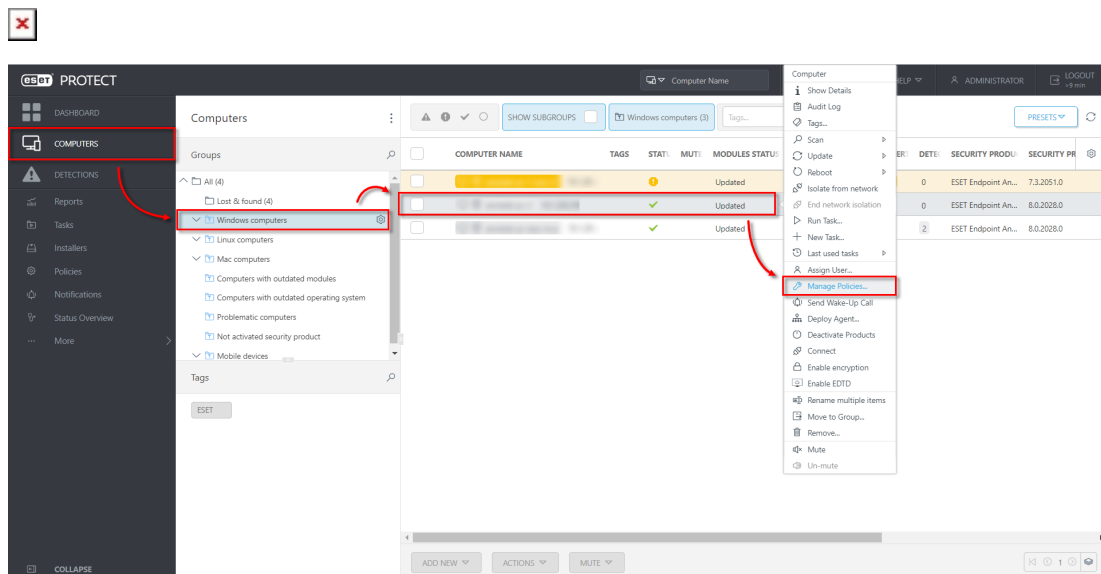 eset PROTECT
Computer Name
HELP
ADMINISTRATOR
LOGOUT
>9 min
DASHBOARD
COMPUTERS
DETECTIONS
Reports
Tasks
Installers
Policies
Notifications
Status Overview
More
COLLAPSE
Computers
Groups
All (4)
Lost & found (4)
Windows computers
Linux computers
Mac computers
Computers with outdated modules
Computers with outdated operating system
Problematic computers
Not activated security product
Mobile devices
Tags
ESET
SHOW SUBGROUPS
Windows computers (3)
Tags...
PRESETS
COMPUTER NAME TAGS STATU MUTE MODULES STATUS DETE SECURITY PRODU SECURITY PR
Updated 0 ESET Endpoint An... 7.3.2051.0
Updated 0 ESET Endpoint An... 8.0.2028.0
Updated 2 ESET Endpoint An... 8.0.2028.0
Computer
Show Details
Audit Log
Tags...
Scan
Update
Reboot
Isolate from network
End network isolation
Run Task...
New Task...
Last used tasks
Assign User...
Manage Policies...
Send Wake-Up Call
Deploy Agent...
Deactivate Products
Connect
Enable encryption
Enable EDTD
Rename multiple items
Move to Group...
Remove...
Mute
Un-mute
ADD NEW
ACTIONS
MUTE
1